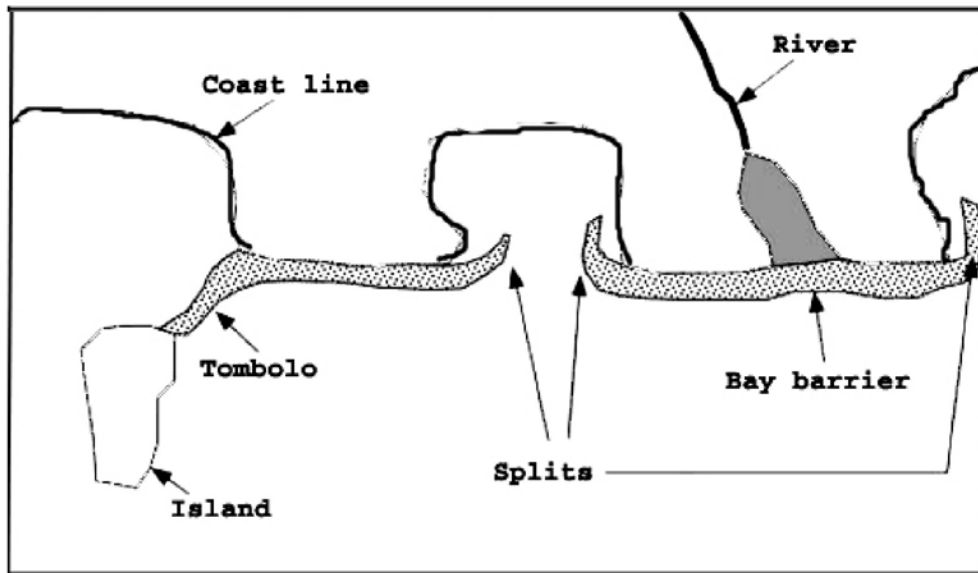 River
Coast line
Tombolo
Bay barrier
Splits
Island